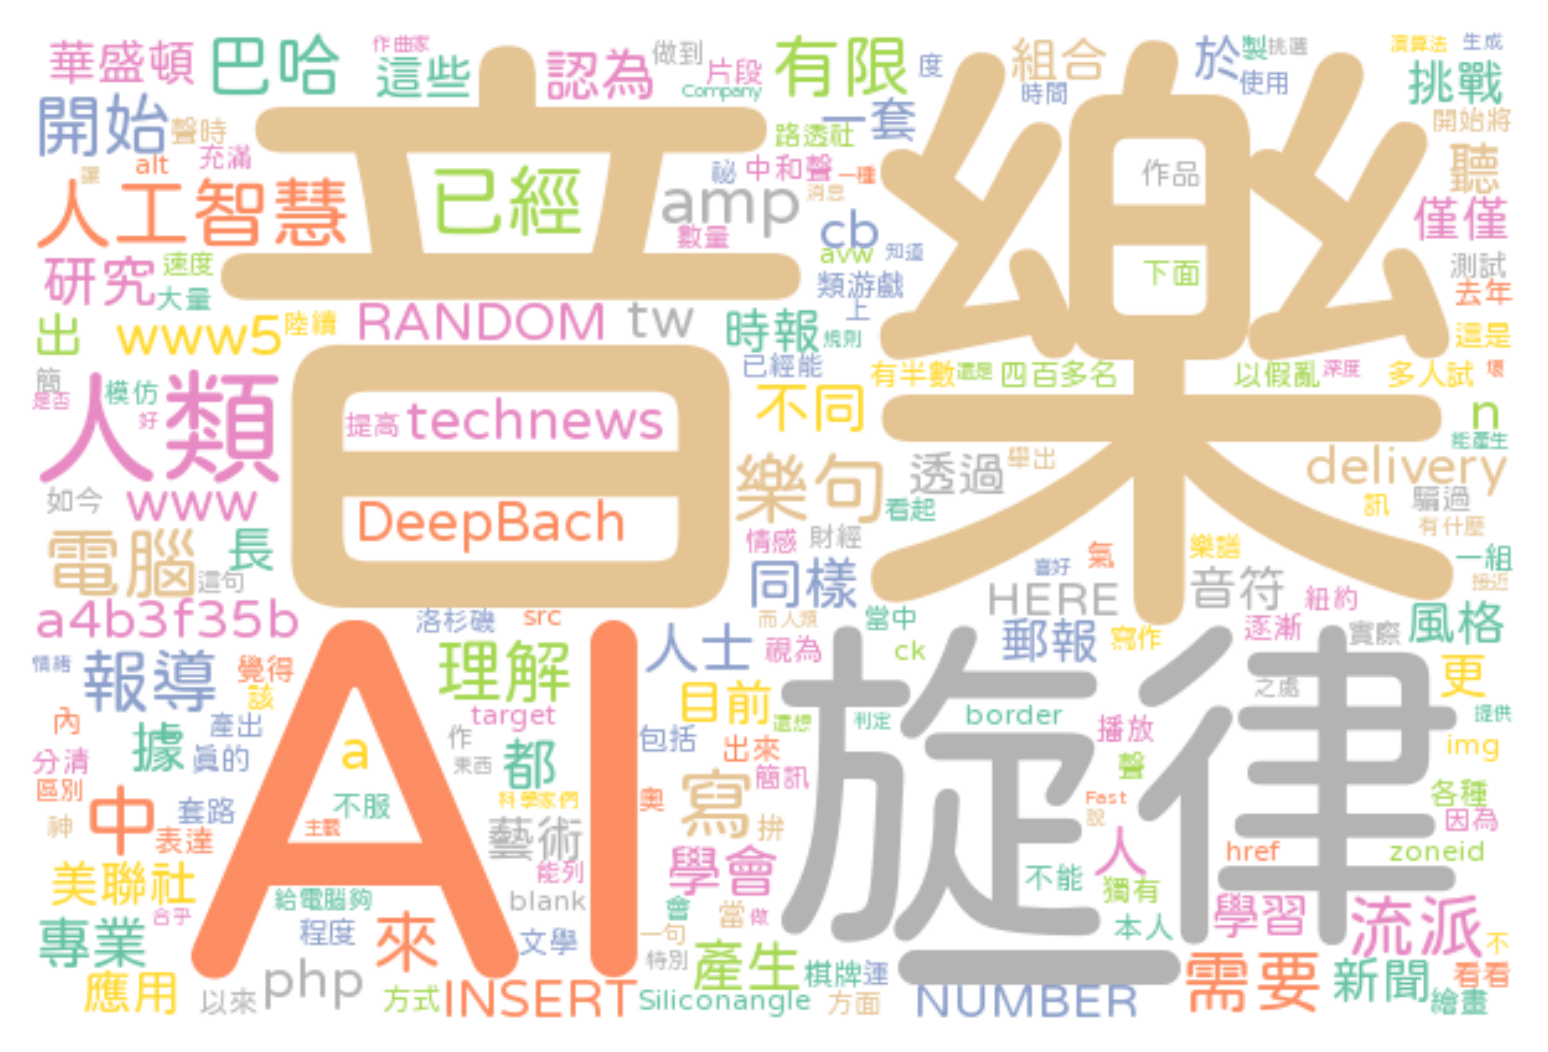 華盛頓 巴哈 作曲家 這些 認為 做到 片段 Company 有限 度 組合 時間 於 製 挑選 使用 演算法 生成 挑戰
開始 聲時 一套 路透社 開始將
alt 充滿 讓 音樂 已經 祕 中和聲 一種 消息 作品 聽
人工智慧 amp 數量 cb avw 知道 僅僅
研究 速度 大量 類游戲 上 下面 測試 去年
出 www5 陸續 RANDOM tw 時報 規則 這是
簡 是否 模仿 好 已經能 有半數 還是 四百多名 以假亂 深度 多人試 壞
人類 提高 technews 不同 n 能產生
如今 www DeepBach 樂句 透過 舉出 delivery
看起 訊 騙過 有什麼
電腦 長 這句 情感 財經 樂譜 氣 一組 接近
a4b3f35b 同樣 喜好 HERE 音符 紐約 風格
洛杉磯 src 而人類 當中 郵報 寫作 逐漸 實際
情緒 報導 覺得 該 AI 理解 人士 視為 ck 旋律 之處 更
內 產出 target 目前 還想 判定 border 播放 提供
分清 據 真的 a 作 東西 都 包括 出來 簡訊 聲 img
區別 中 套路 不服 主觀 科學家們 奧 寫 Fast 說 各種
神 表達 藝術 拚 人 href 因為 zoneid
美聯社 能列 學會 不能 獨有
合乎 給電腦夠 blank 會 當 做 本人 學習 流派
專業 程度 來 文學 一句 特別 不
應用 以來 php 方式 INSERT 產生 棋牌 運 需要 新聞 看看
Siliconangle 方面 NUMBER 繪畫